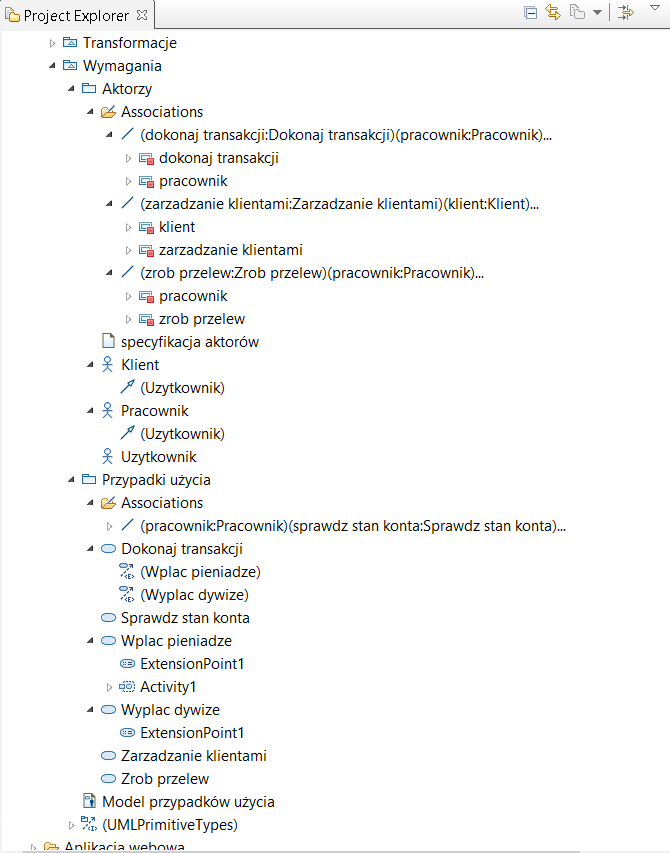 Project Explorer
Transformacje
Wymagania
Aktorzy
Associations
(dokonaj transakcji:Dokonaj transakcji)(pracownik:Pracownik)...
dokonaj transakcji
pracownik
(zarzadzanie klientami:Zarzadzanie klientami)(klient:Klient)...
klient
zarzadzanie klientami
(zrob przelew:Zrob przelew)(pracownik:Pracownik)...
pracownik
zrob przelew
specyfikacja aktorów
Klient
(Uzytkownik)
Pracownik
(Uzytkownik)
Uzytkownik
Przypadki użycia
Associations
(pracownik:Pracownik)(sprawdz stan konta:Sprawdz stan konta)...
Dokonaj transakcji
(Wplac pieniadze)
(Wyplac dywize)
Sprawdz stan konta
Wplac pieniadze
ExtensionPoint1
Activity1
Wyplac dywize
ExtensionPoint1
Zarzadzanie klientami
Zrob przelew
Model przypadków użycia
(UMLPrimitiveTypes)
Aplikacja webowa